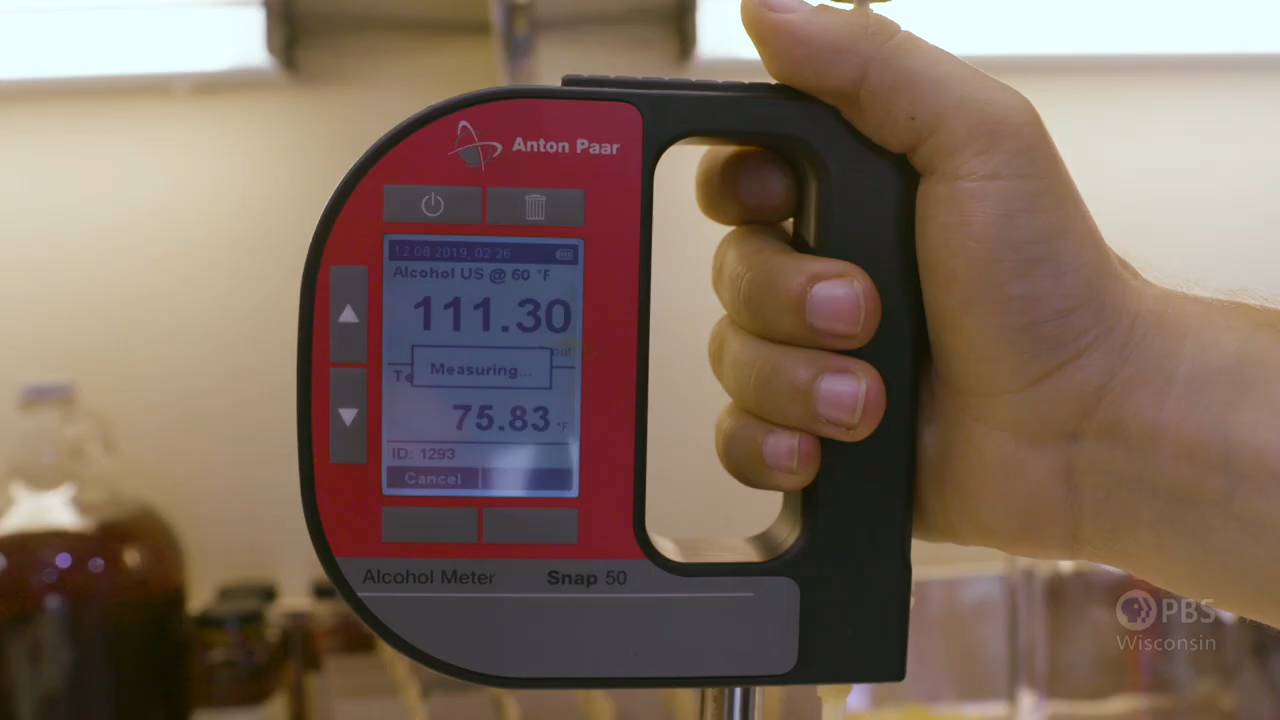 Anton Paar
12.08.2019, 02:26
Alcohol US @ 60 °F
111.30
Measuring...
75.83 °F
ID: 1293
Cancel
Alcohol Meter Snap 50
PBS
Wisconsin